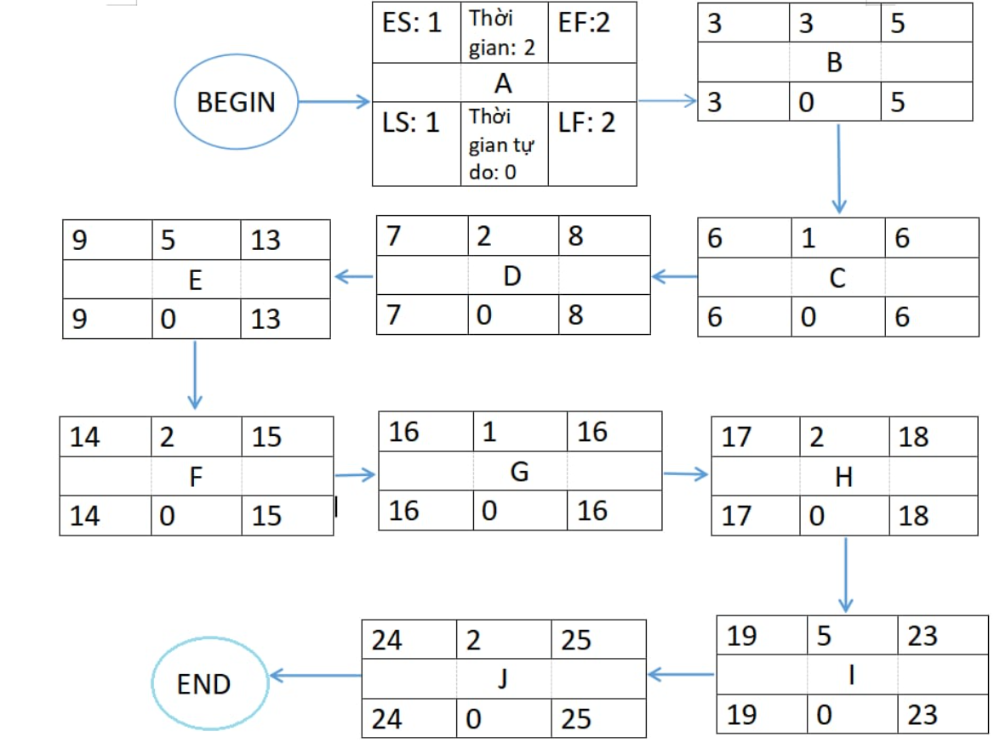 BEGIN
ES: 1 Thời gian: 2 EF:2
A
LS: 1 Thời gian tự do: 0 LF: 2
3 3 5
B
3 0 5
6 1 6
C
6 0 6
7 2 8
D
7 0 8
9 5 13
E
9 0 13
14 2 15
F
14 0 15
16 1 16
G
16 0 16
17 2 18
H
17 0 18
19 5 23
I
19 0 23
24 2 25
J
24 0 25
END